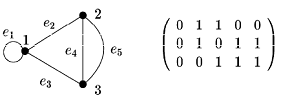 e₂ 2
e₁ 1 e₄ e₅
e₃ 3
0 1 1 0 0
0 1 0 1 1
0 0 1 1 1